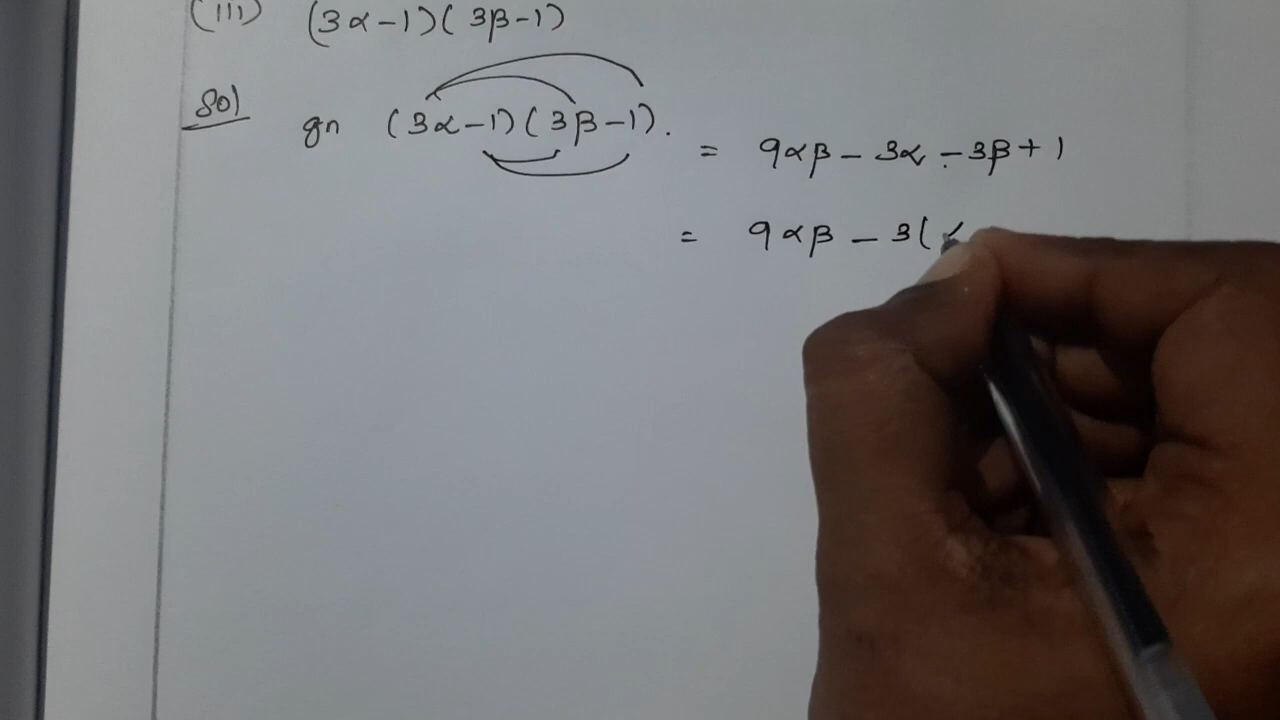 (iii) (3α-1)(3β-1)
Sol
gn (3α-1)(3β-1). = 9αβ - 3α - 3β + 1
= 9αβ - 3(α